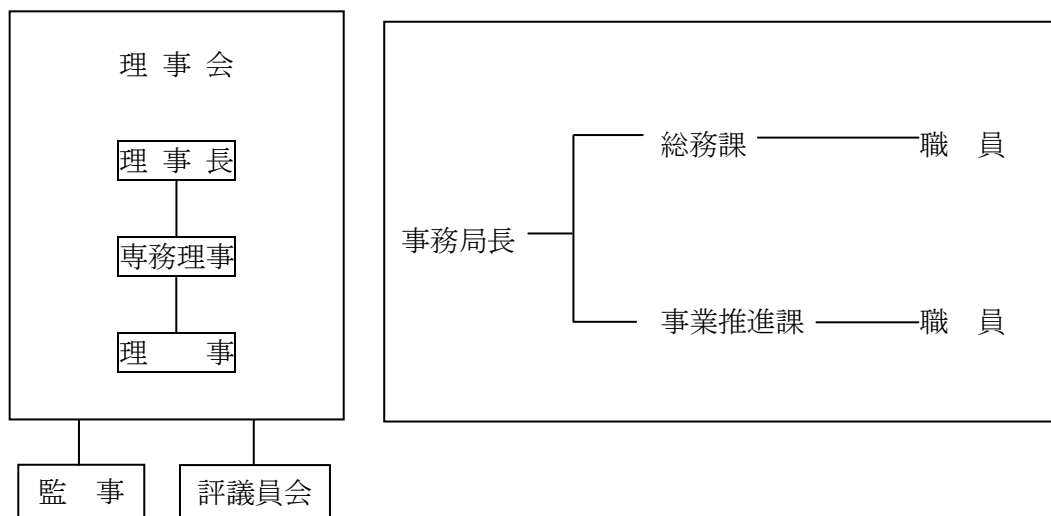 理 事 会
理 事 長
専務理事
理　　事
監　事
評議員会
総務課
職　員
事務局長
事業推進課
職　員